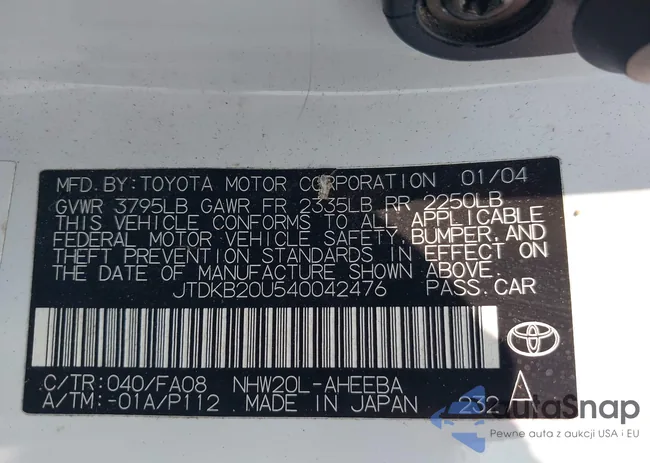 MFD. BY: TOYOTA MOTOR CORPORATION 01/04
GVWR 3795LB GAWR FR 2335LB RR 2250LB
THIS VEHICLE CONFORMS TO ALL APPLICABLE
FEDERAL MOTOR VEHICLE SAFETY, BUMPER, AND
THEFT PREVENTION STANDARDS IN EFFECT ON
THE DATE OF MANUFACTURE SHOWN ABOVE.
JTDKB20U540042476 PASS. CAR
C/TR: 040/FA08 NHW20L-AHEEBA
A/TM: -01A/P112 MADE IN JAPAN 232 A
AutaSnap
Pewne auta z aukcji USA i EU